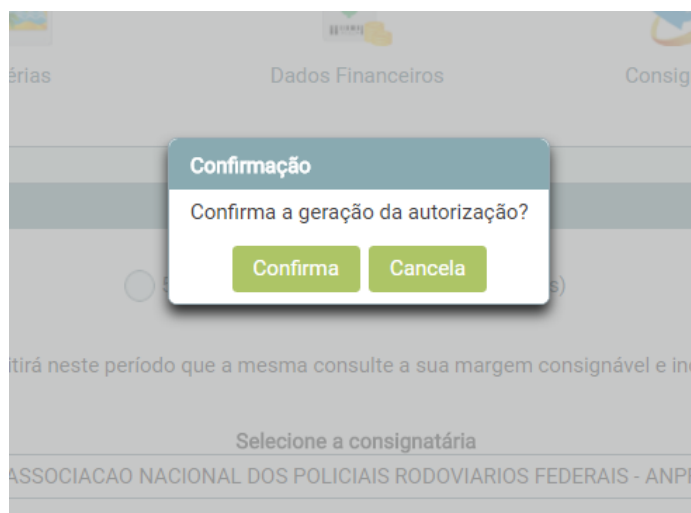 érias
Dados Financeiros
Consig
Confirmação
Confirma a geração da autorização?
Confirma
Cancela
s)
itirá neste período que a mesma consulte a sua margem consignável e in
Selecione a consignatária
ASSOCIACAO NACIONAL DOS POLICIAIS RODOVIARIOS FEDERAIS - ANP